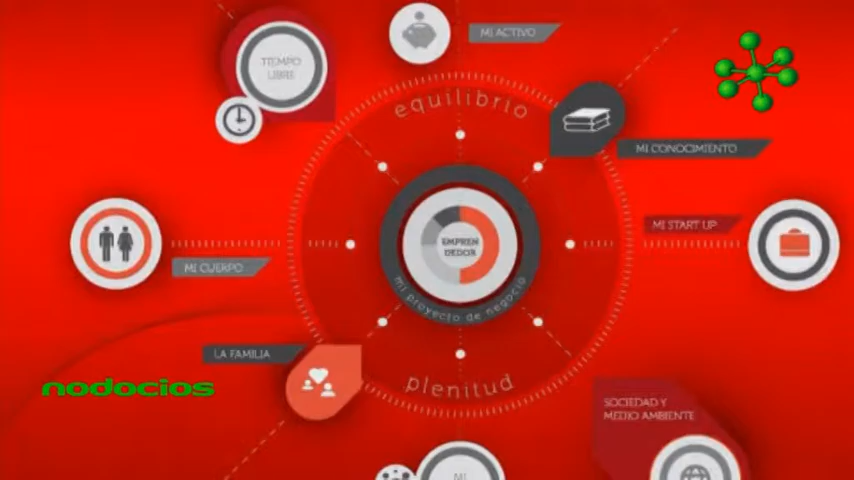 MI ACTIVO
TIEMPO
LIBRE
equilibrio
MI CONOCIMIENTO
MI START UP
EMPREN
DEDOR
MI CUERPO
mi proyecto de negocio
LA FAMILIA
plenitud
nodocios
SOCIEDAD Y
MEDIO AMBIENTE
MI